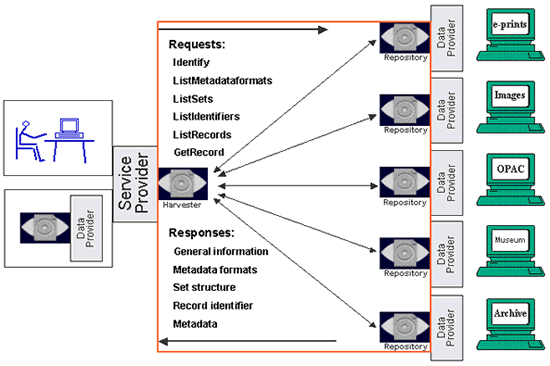 Requests:
Identify
ListMetadataformats
ListSets
ListIdentifiers
ListRecords
GetRecord
Service
Provider
Harvester
Data
Provider
Responses:
General information
Metadata formats
Set structure
Record identifier
Metadata
Repository
Data
Provider
e-prints
Repository
Data
Provider
Images
Repository
Data
Provider
OPAC
Repository
Data
Provider
Museum
Repository
Data
Provider
Archive